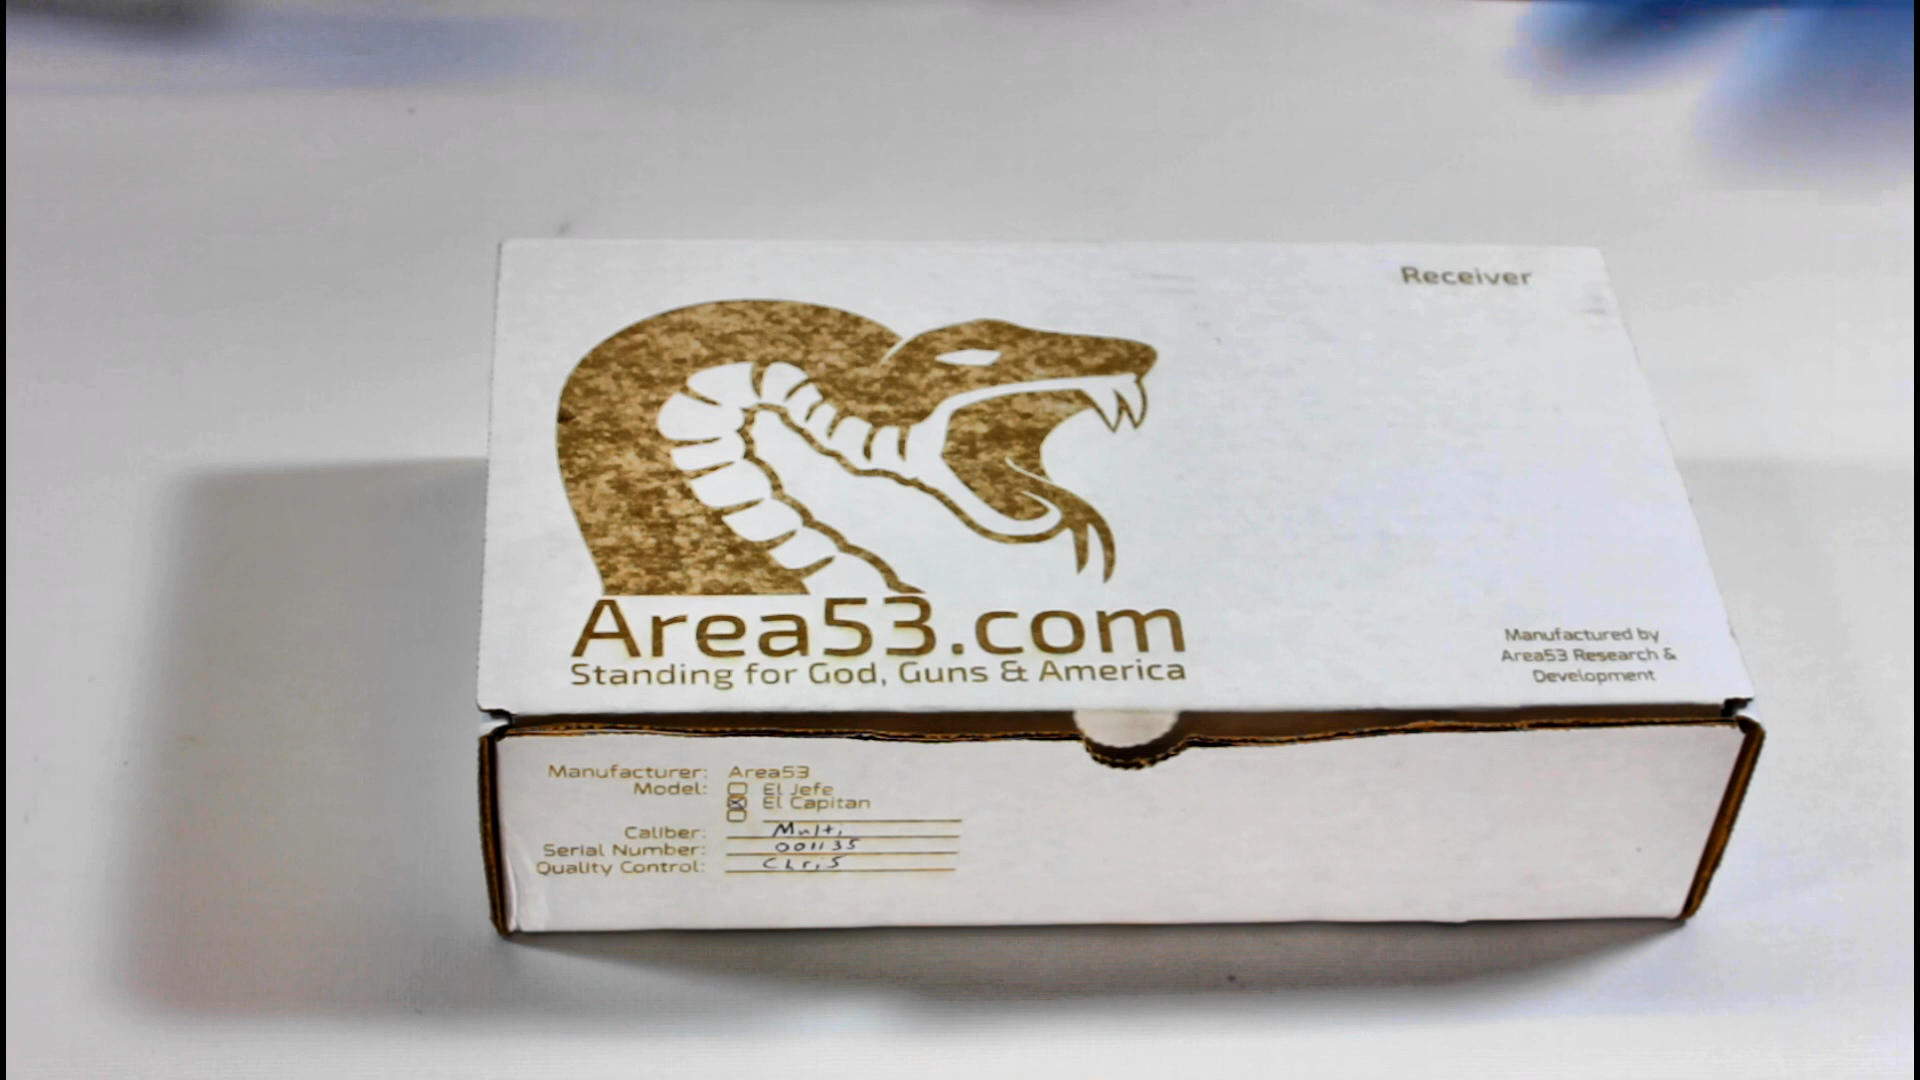 Receiver
Area53.com
Standing for God, Guns & America
Manufactured by
Area53 Research &
Development
Manufacturer: Area53
Model: El Jefe
El Capitan
Caliber: Multi
Serial Number: 001135
Quality Control: Chris